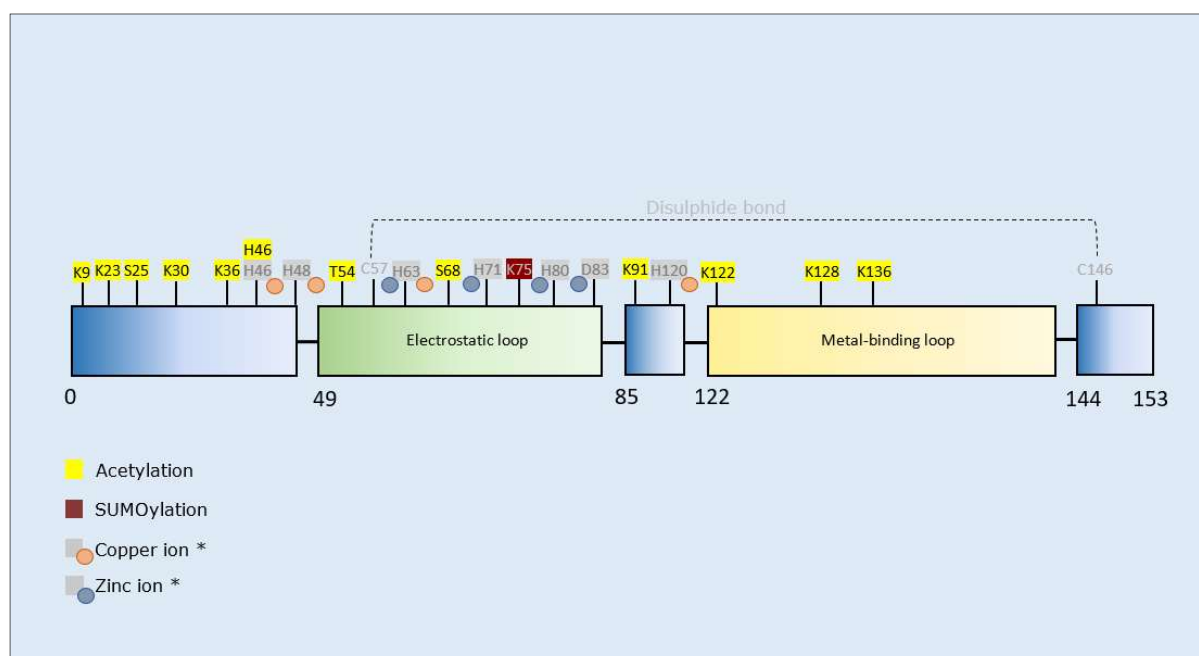 Disulphide bond
H46
K9 K23 S25 K30 K36 H46 H48 T54 C57 H63 S68 H71 K75 H80 D83 K91 H120 K122 K128 K136 C146
Electrostatic loop Metal-binding loop
0 49 85 122 144 153
Acetylation
SUMOylation
Copper ion *
Zinc ion *